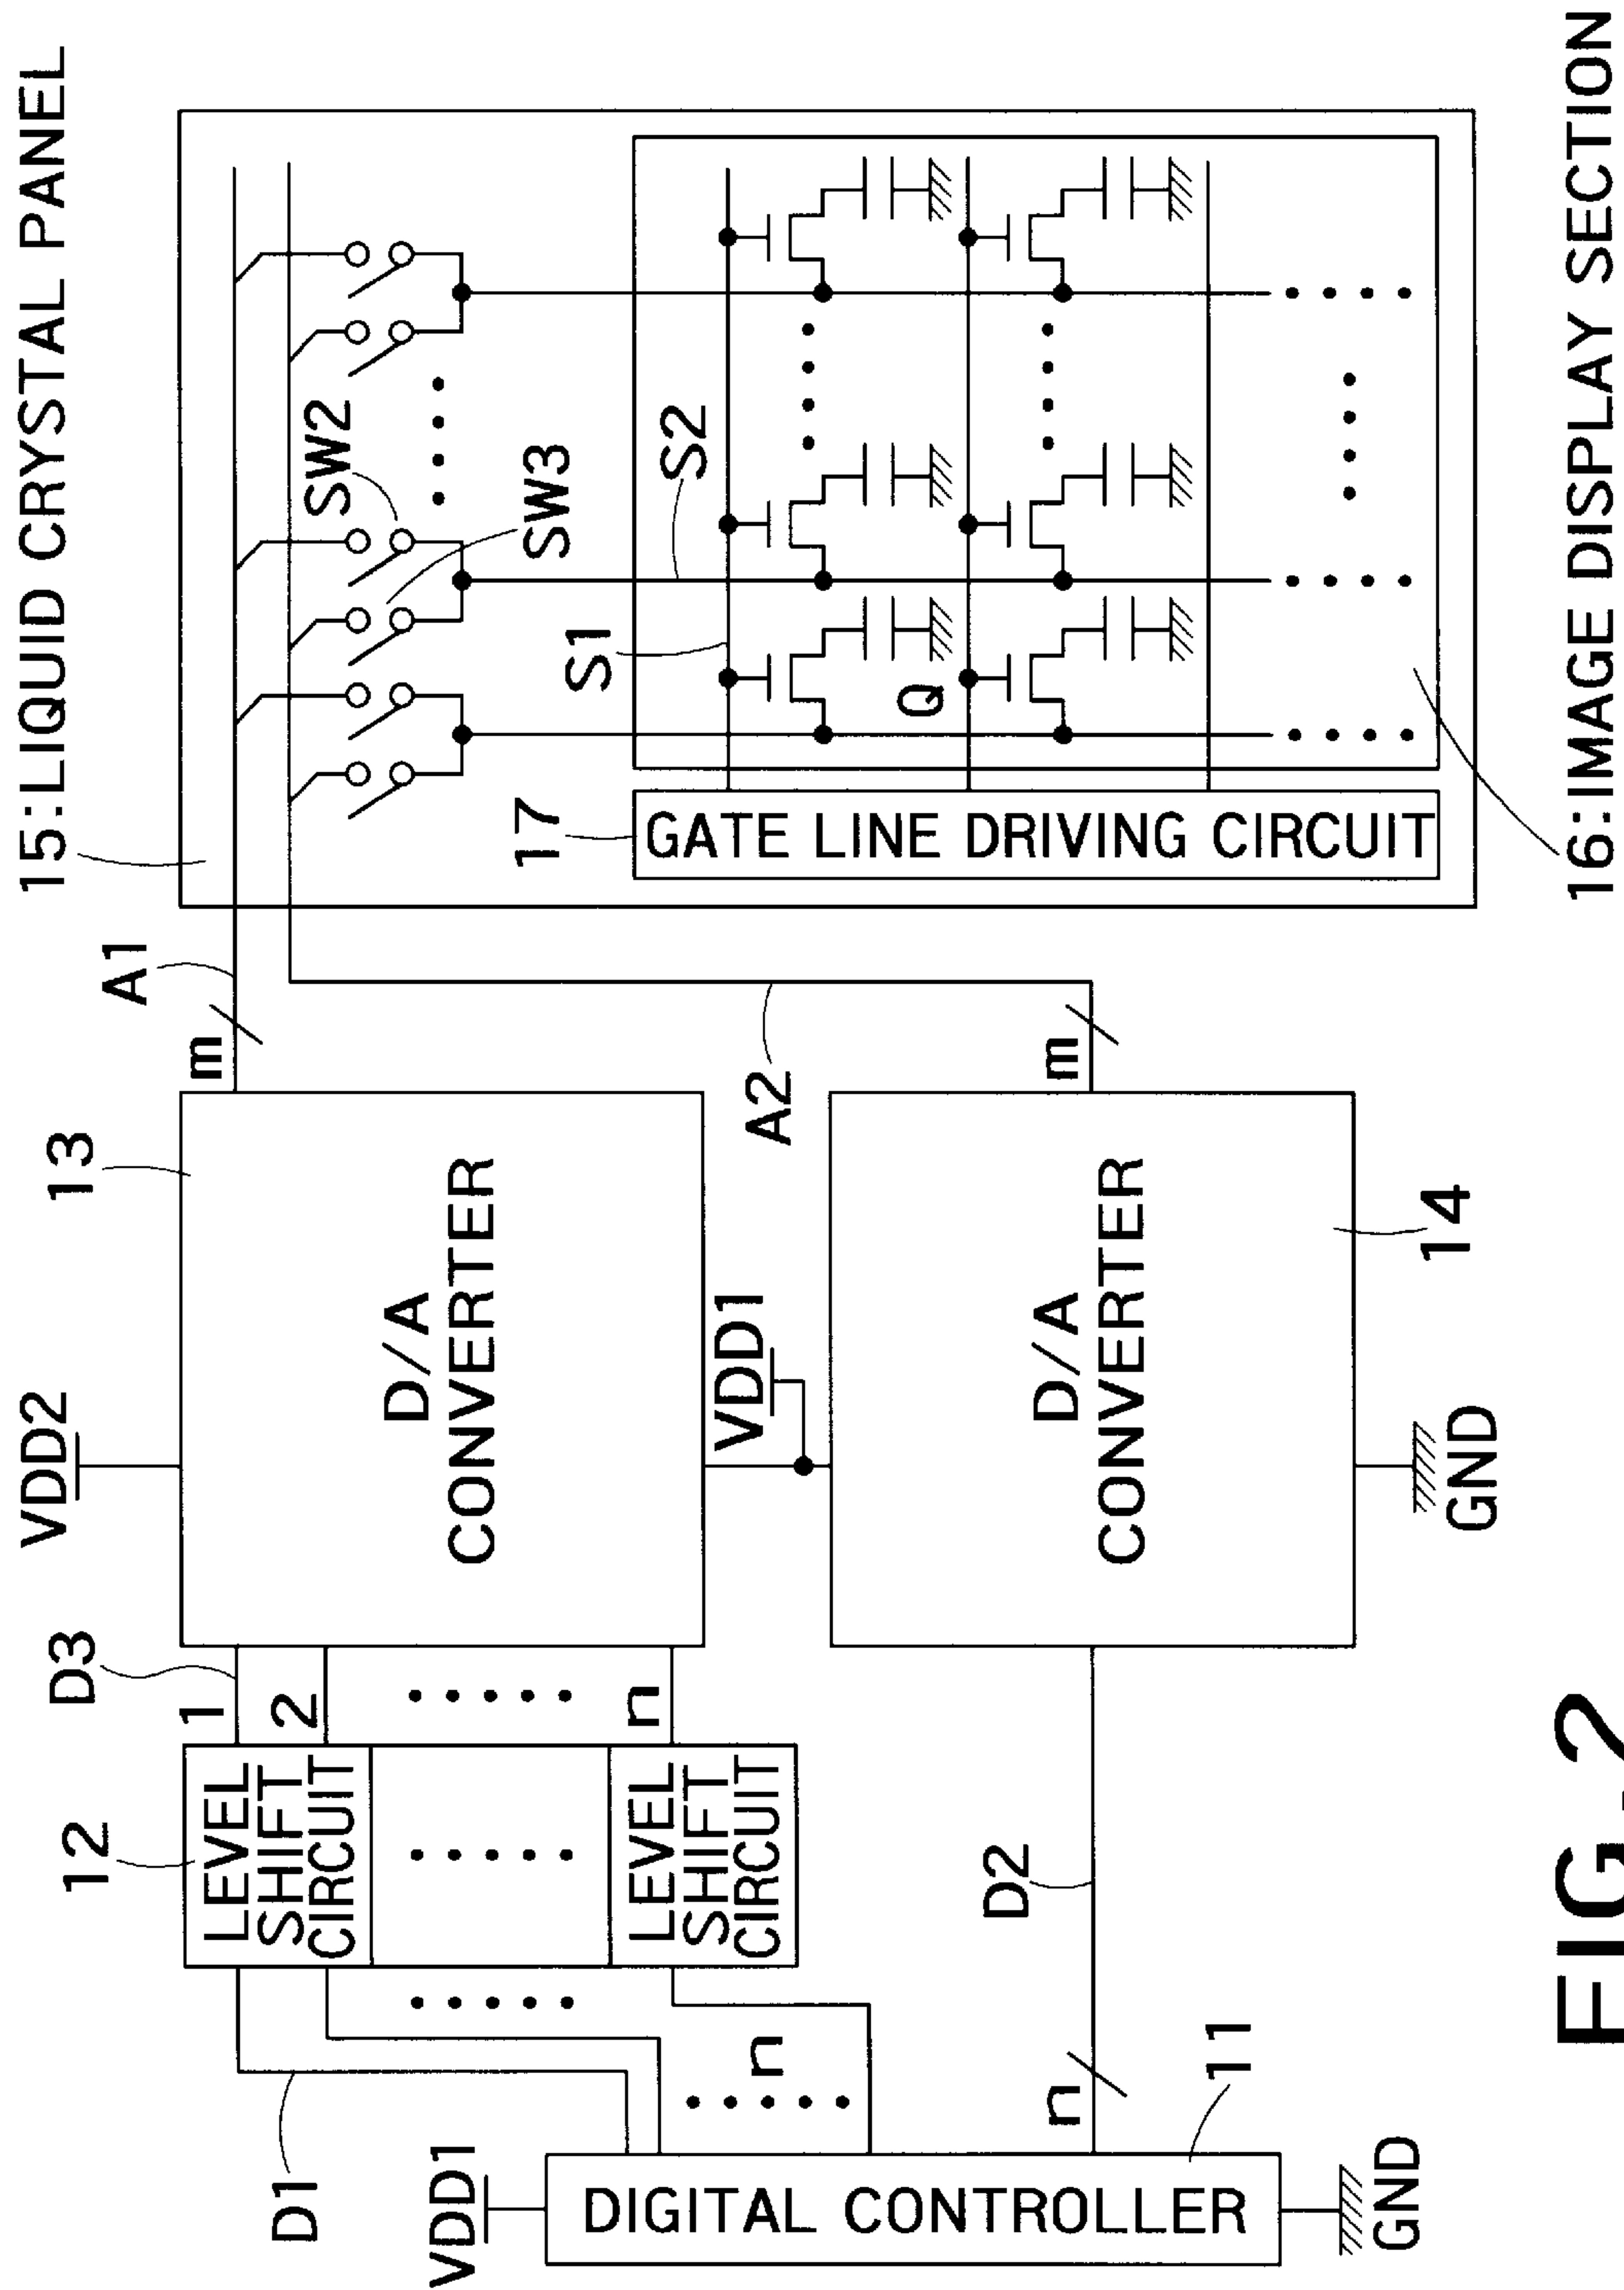 15:LIQUID CRYSTAL PANEL
VDD2
13
D3
12
A1
m
1
2
n
LEVEL
SHIFT
CIRCUIT
LEVEL
SHIFT
CIRCUIT
D1
n
VDD1
DIGITAL CONTROLLER
GND
11
n
D2
D/A
CONVERTER
VDD1
D/A
CONVERTER
14
GND
A2
m
SW2
SW3
S2
S1
Q
17
GATE LINE DRIVING CIRCUIT
16:IMAGE DISPLAY SECTION
FIG.2